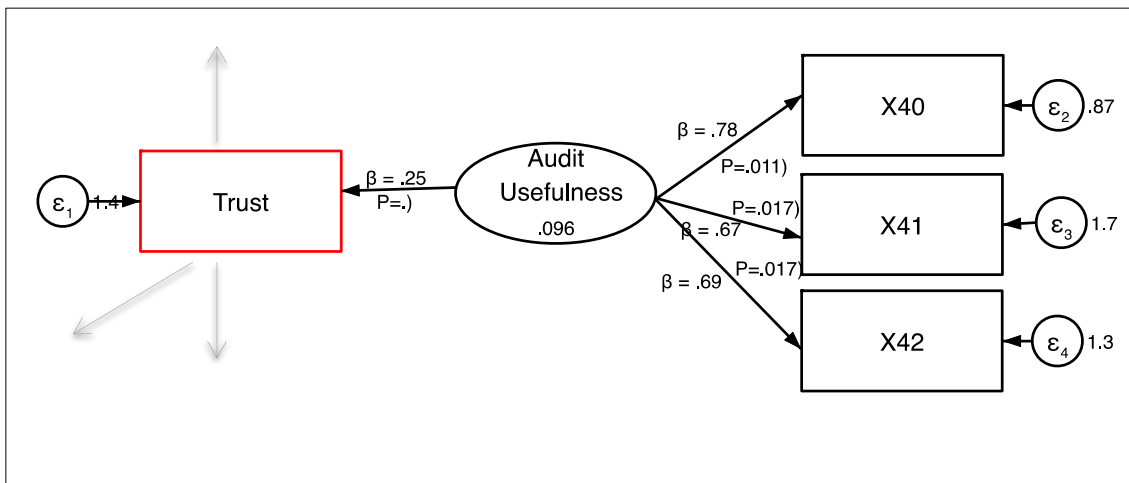 ε1
1.4
Trust
β = .25
P=.)
Audit
Usefulness
.096
β = .78
P=.011)
P=.017)
β = .67
P=.017)
β = .69
X40
ε2
.87
X41
ε3
1.7
X42
ε4
1.3